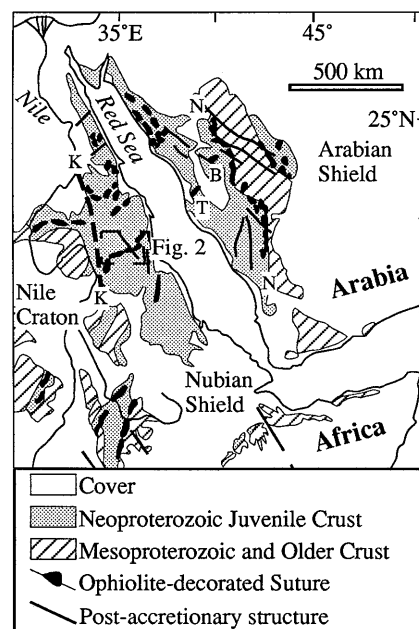 35°E
45°
500 km
Nile
Red Sea
N
25°N
Arabian
Shield
K
B
T
Fig. 2
N
Arabia
K
Nile
Craton
Nubian
Shield
Africa
Cover
Neoproterozoic Juvenile Crust
Mesoproterozoic and Older Crust
Ophiolite-decorated Suture
Post-accretionary structure